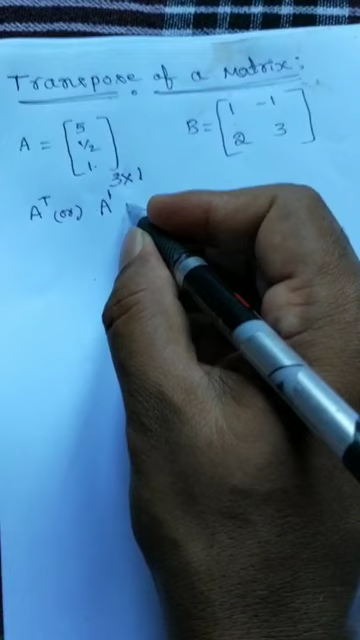 Transpose of a Matrix:
A = [5 1/2 1]3x1 B = [1 -1 2 3]
A^T (or) A'